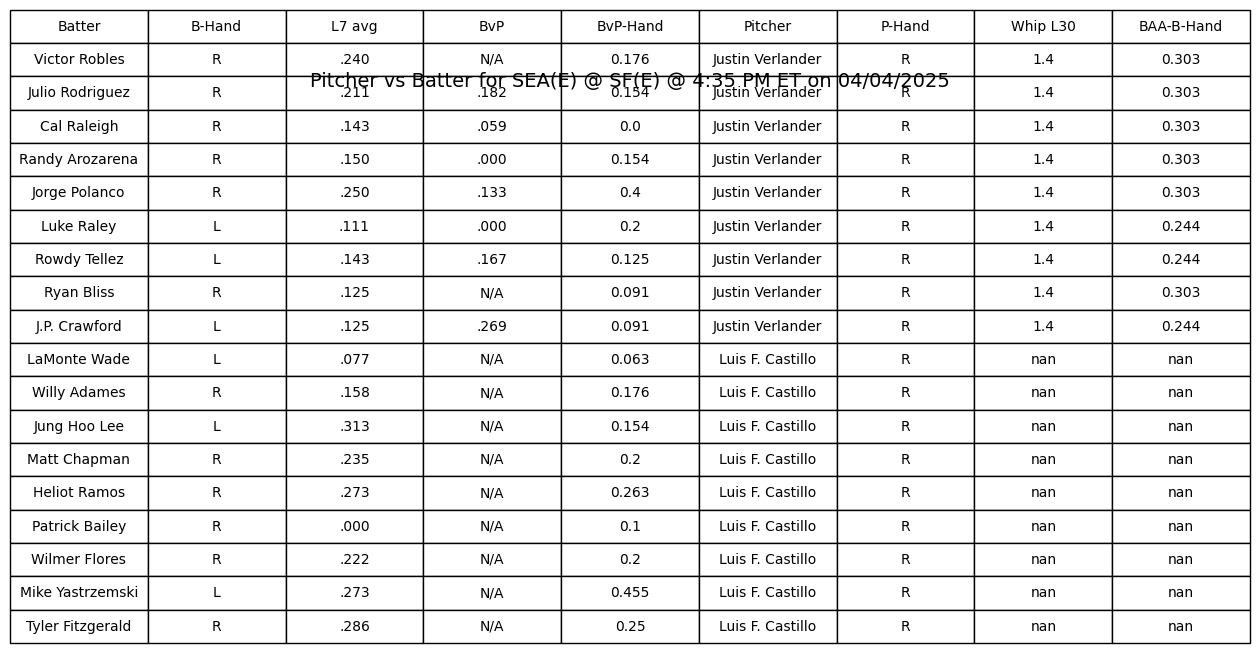 Batter B-Hand L7 avg BvP BvP-Hand Pitcher P-Hand Whip L30 BAA-B-Hand
Victor Robles R .240 N/A 0.176 Justin Verlander R 1.4 0.303
Pitcher vs Batter for SEA(E) @ SF(E) @ 4:35 PM ET on 04/04/2025
Julio Rodriguez R .211 .182 0.154 Justin Verlander R 1.4 0.303
Cal Raleigh R .143 .059 0.0 Justin Verlander R 1.4 0.303
Randy Arozarena R .150 .000 0.154 Justin Verlander R 1.4 0.303
Jorge Polanco R .250 .133 0.4 Justin Verlander R 1.4 0.303
Luke Raley L .111 .000 0.2 Justin Verlander R 1.4 0.244
Rowdy Tellez L .143 .167 0.125 Justin Verlander R 1.4 0.244
Ryan Bliss R .125 N/A 0.091 Justin Verlander R 1.4 0.303
J.P. Crawford L .125 .269 0.091 Justin Verlander R 1.4 0.244
LaMonte Wade L .077 N/A 0.063 Luis F. Castillo R nan nan
Willy Adames R .158 N/A 0.176 Luis F. Castillo R nan nan
Jung Hoo Lee L .313 N/A 0.154 Luis F. Castillo R nan nan
Matt Chapman R .235 N/A 0.2 Luis F. Castillo R nan nan
Heliot Ramos R .273 N/A 0.263 Luis F. Castillo R nan nan
Patrick Bailey R .000 N/A 0.1 Luis F. Castillo R nan nan
Wilmer Flores R .222 N/A 0.2 Luis F. Castillo R nan nan
Mike Yastrzemski L .273 N/A 0.455 Luis F. Castillo R nan nan
Tyler Fitzgerald R .286 N/A 0.25 Luis F. Castillo R nan nan